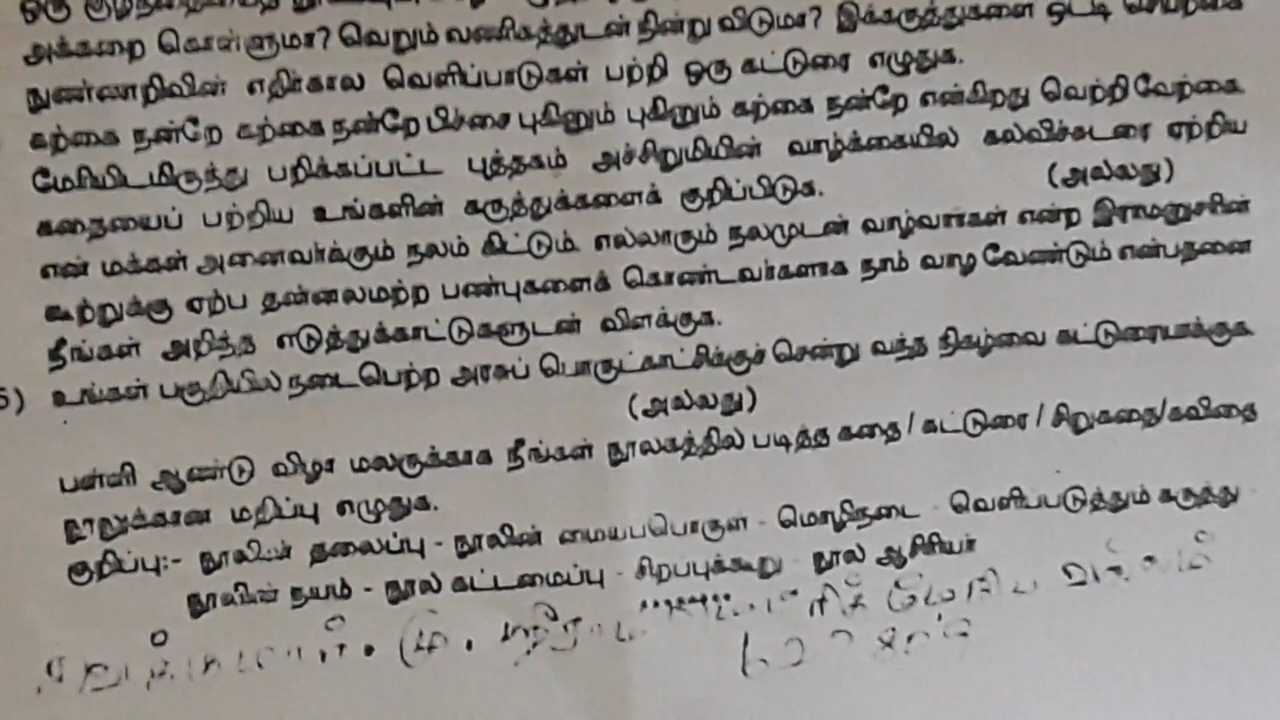 ஒரு
அக்கறை கொள்ளுமா? வெறும் வணிகத்துடன் நின்று விடுமா? இக்கருத்துகளை ஒட்டி செயற்கை
நுண்ணறிவின் எதிர்கால வெளிப்பாடுகள் பற்றி ஒரு கட்டுரை எழுதுக.
கற்கை நன்றே கற்கை நன்றே பிச்சை புகினும் புகினும் கற்கை நன்றே என்கிறது வெற்றி வேற்கை
மேரியிடமிருந்து பறிக்கப்பட்ட புத்தகம் அச்சிறுமியின் வாழ்க்கையில் கல்விச்சுடரை ஏற்றிய
கதையைப் பற்றிய உங்களின் கருத்துக்களைக் குறிப்பிடுக. (அல்லது)
என் மக்கள் அனைவர்க்கும் நலம் கிட்டும் எல்லாரும் நலமுடன் வாழ்வார்கள் என்ற இராமனுசரின்
கூற்றுக்கு ஏற்ப தன்னலமற்ற பண்புகளைக் கொண்டவர்களாக நாம் வாழ வேண்டும் என்பதனை
நீங்கள் அறிந்த எடுத்துக்காட்டுகளுடன் விளக்குக.
5) உங்கள் பகுதியில் நடைபெற்ற அரசுப் பொருட்காட்சிக்குச் சென்று வந்த நிகழ்வை கட்டுரையாக்குக
(அல்லது)
பள்ளி ஆண்டு விழா மலருக்காக நீங்கள் நூலகத்தில் படித்த கதை / கட்டுரை / சிறுகதை/கவிதை
நூலுக்கான மதிப்பு எழுதுக.
குறிப்பு:- நூலின் தலைப்பு - நூலின் மையப்பொருள் - மொழிநடை - வெளிப்படுத்தும் கருத்து -
நூலின் நயம் - நூல் கட்டமைப்பு - சிறப்புக்கூறு - நூல் ஆசிரியர்